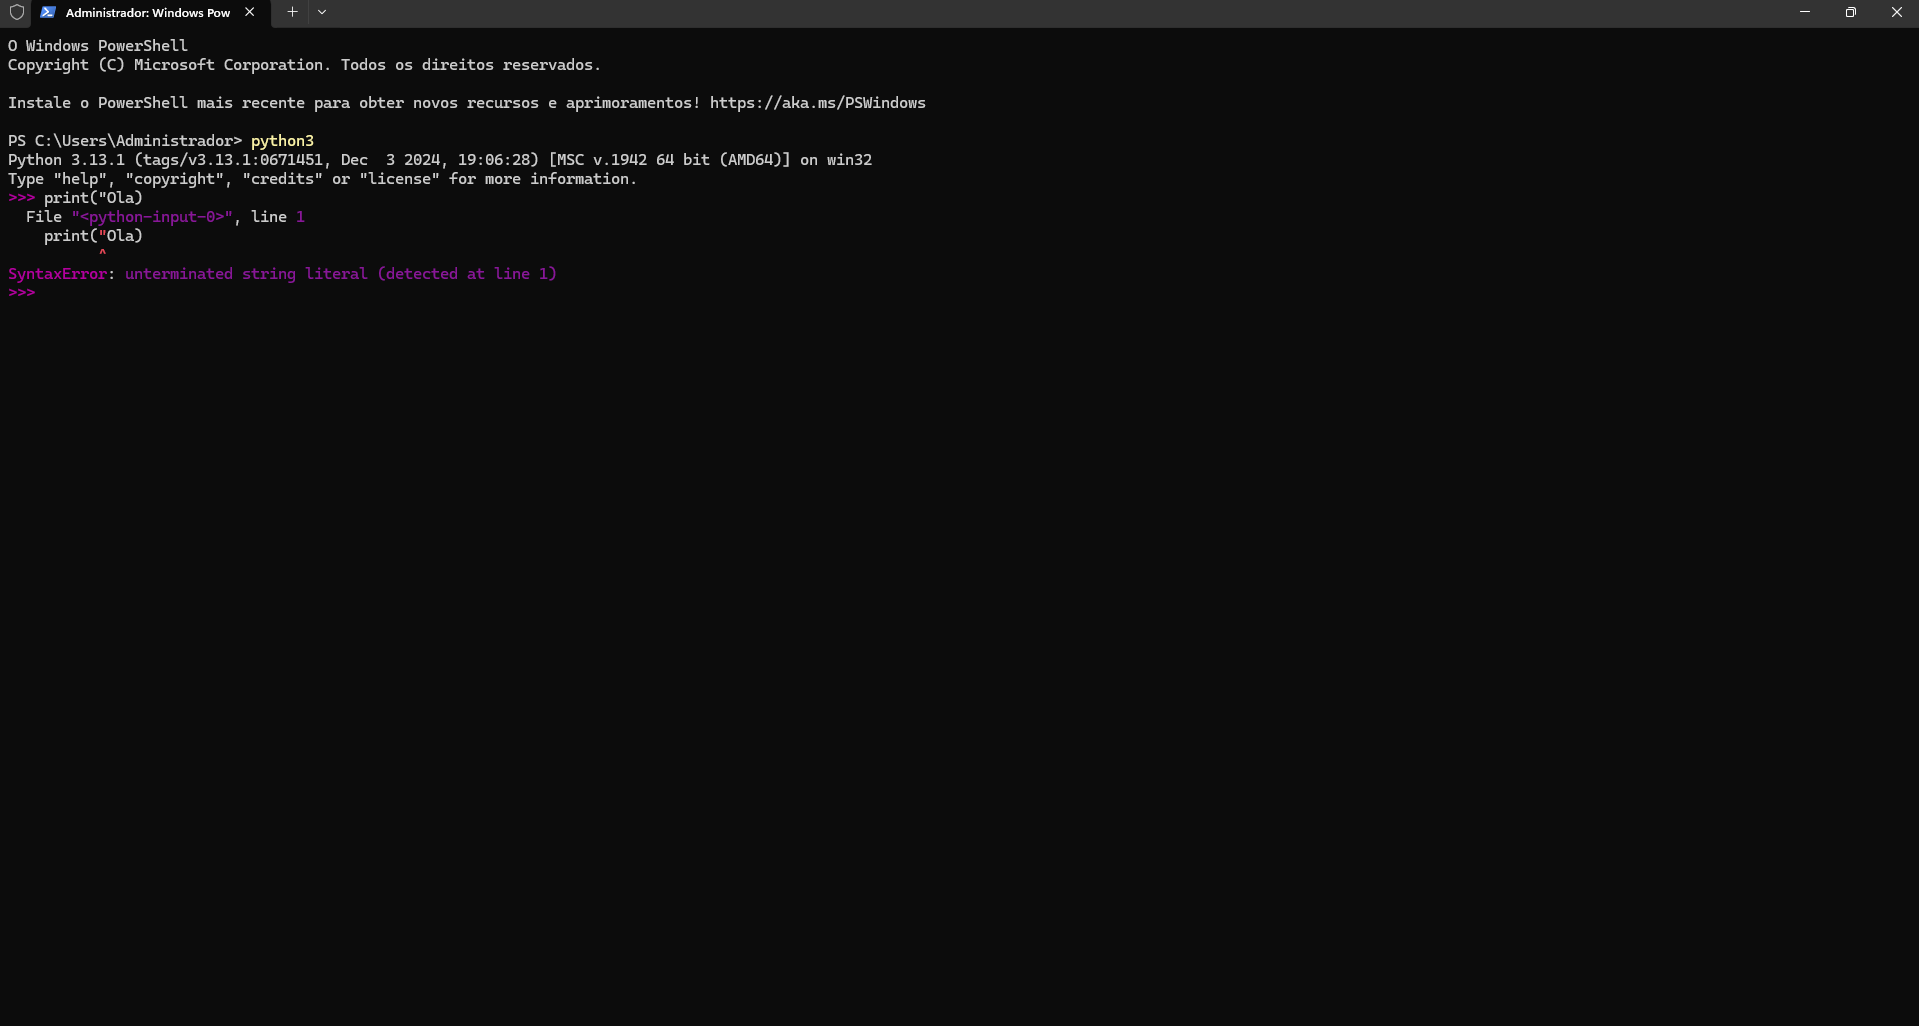 Administrador: Windows Pow
O Windows PowerShell
Copyright (C) Microsoft Corporation. Todos os direitos reservados.
Instale o PowerShell mais recente para obter novos recursos e aprimoramentos! https://aka.ms/PSWindows
PS C:\Users\Administrador> python3
Python 3.13.1 (tags/v3.13.1:0671451, Dec  3 2024, 19:06:28) [MSC v.1942 64 bit (AMD64)] on win32
Type "help", "copyright", "credits" or "license" for more information.
>>> print("Ola)
  File "<python-input-0>", line 1
    print("Ola)
          ^
SyntaxError: unterminated string literal (detected at line 1)
>>>